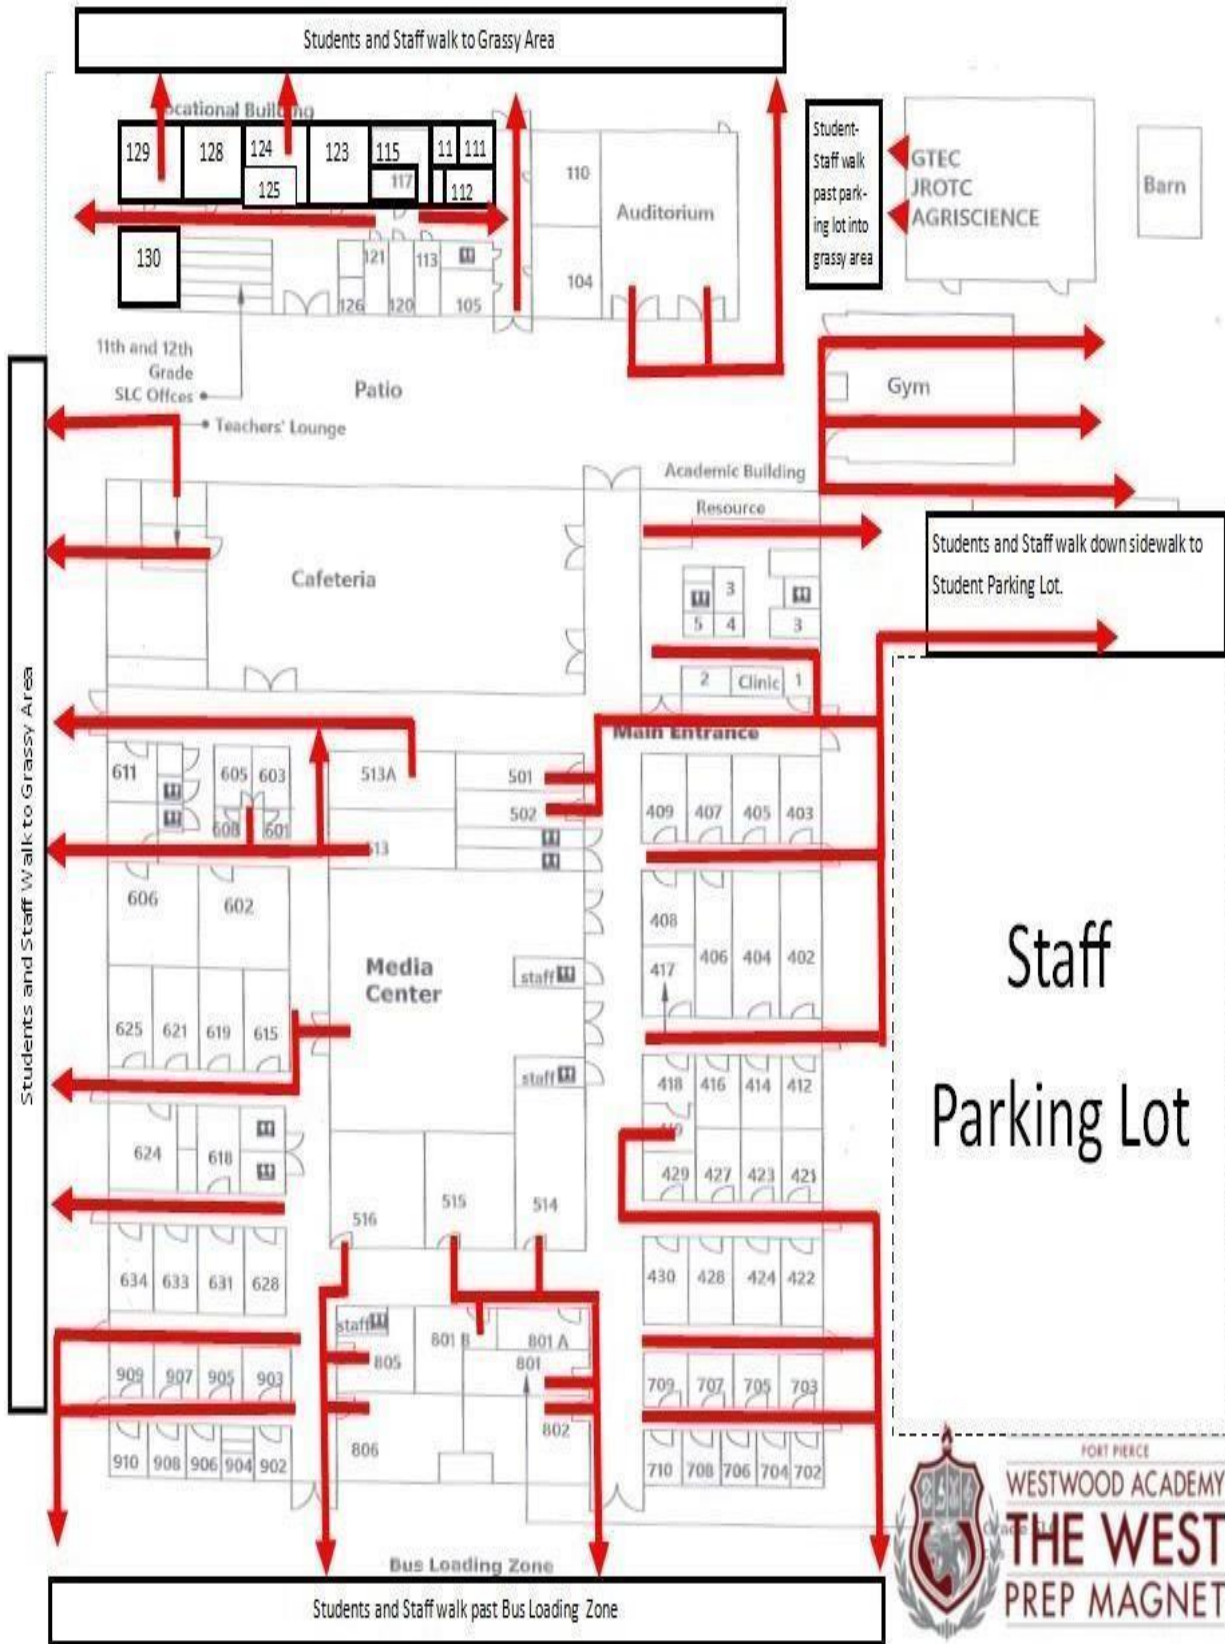 Students and Staff walk to Grassy Area
ocational Building
129
128
124
125
123
115
117
11
111
112
110
Auditorium
104
Student-
Staff walk
past park-
ing lot into
grassy area
GTEC
JROTC
AGRISCIENCE
Barn
130
121
113
126
120
105
11th and 12th
Grade
SLC Offces
Teachers' Lounge
Patio
Gym
Academic Building
Resource
Cafeteria
3
5
4
3
2
Clinic
1
Main Entrance
Students and Staff walk down sidewalk to
Student Parking Lot.
Students and Staff Walk to Grassy Area
611
605
603
601
513A
501
502
513
409
407
405
403
606
602
408
417
406
404
402
Media
Center
staff
staff
625
621
619
615
418
416
414
412
429
427
423
421
624
618
516
515
514
634
633
631
628
430
428
424
422
staff
801 B
801 A
805
801
802
806
909
907
905
903
910
908
906
904
902
709
707
705
703
710
708
706
704
702
Staff
Parking Lot
Bus Loading Zone
Students and Staff walk past Bus Loading Zone
FORT PIERCE
WESTWOOD ACADEMY
THE WEST
PREP MAGNET